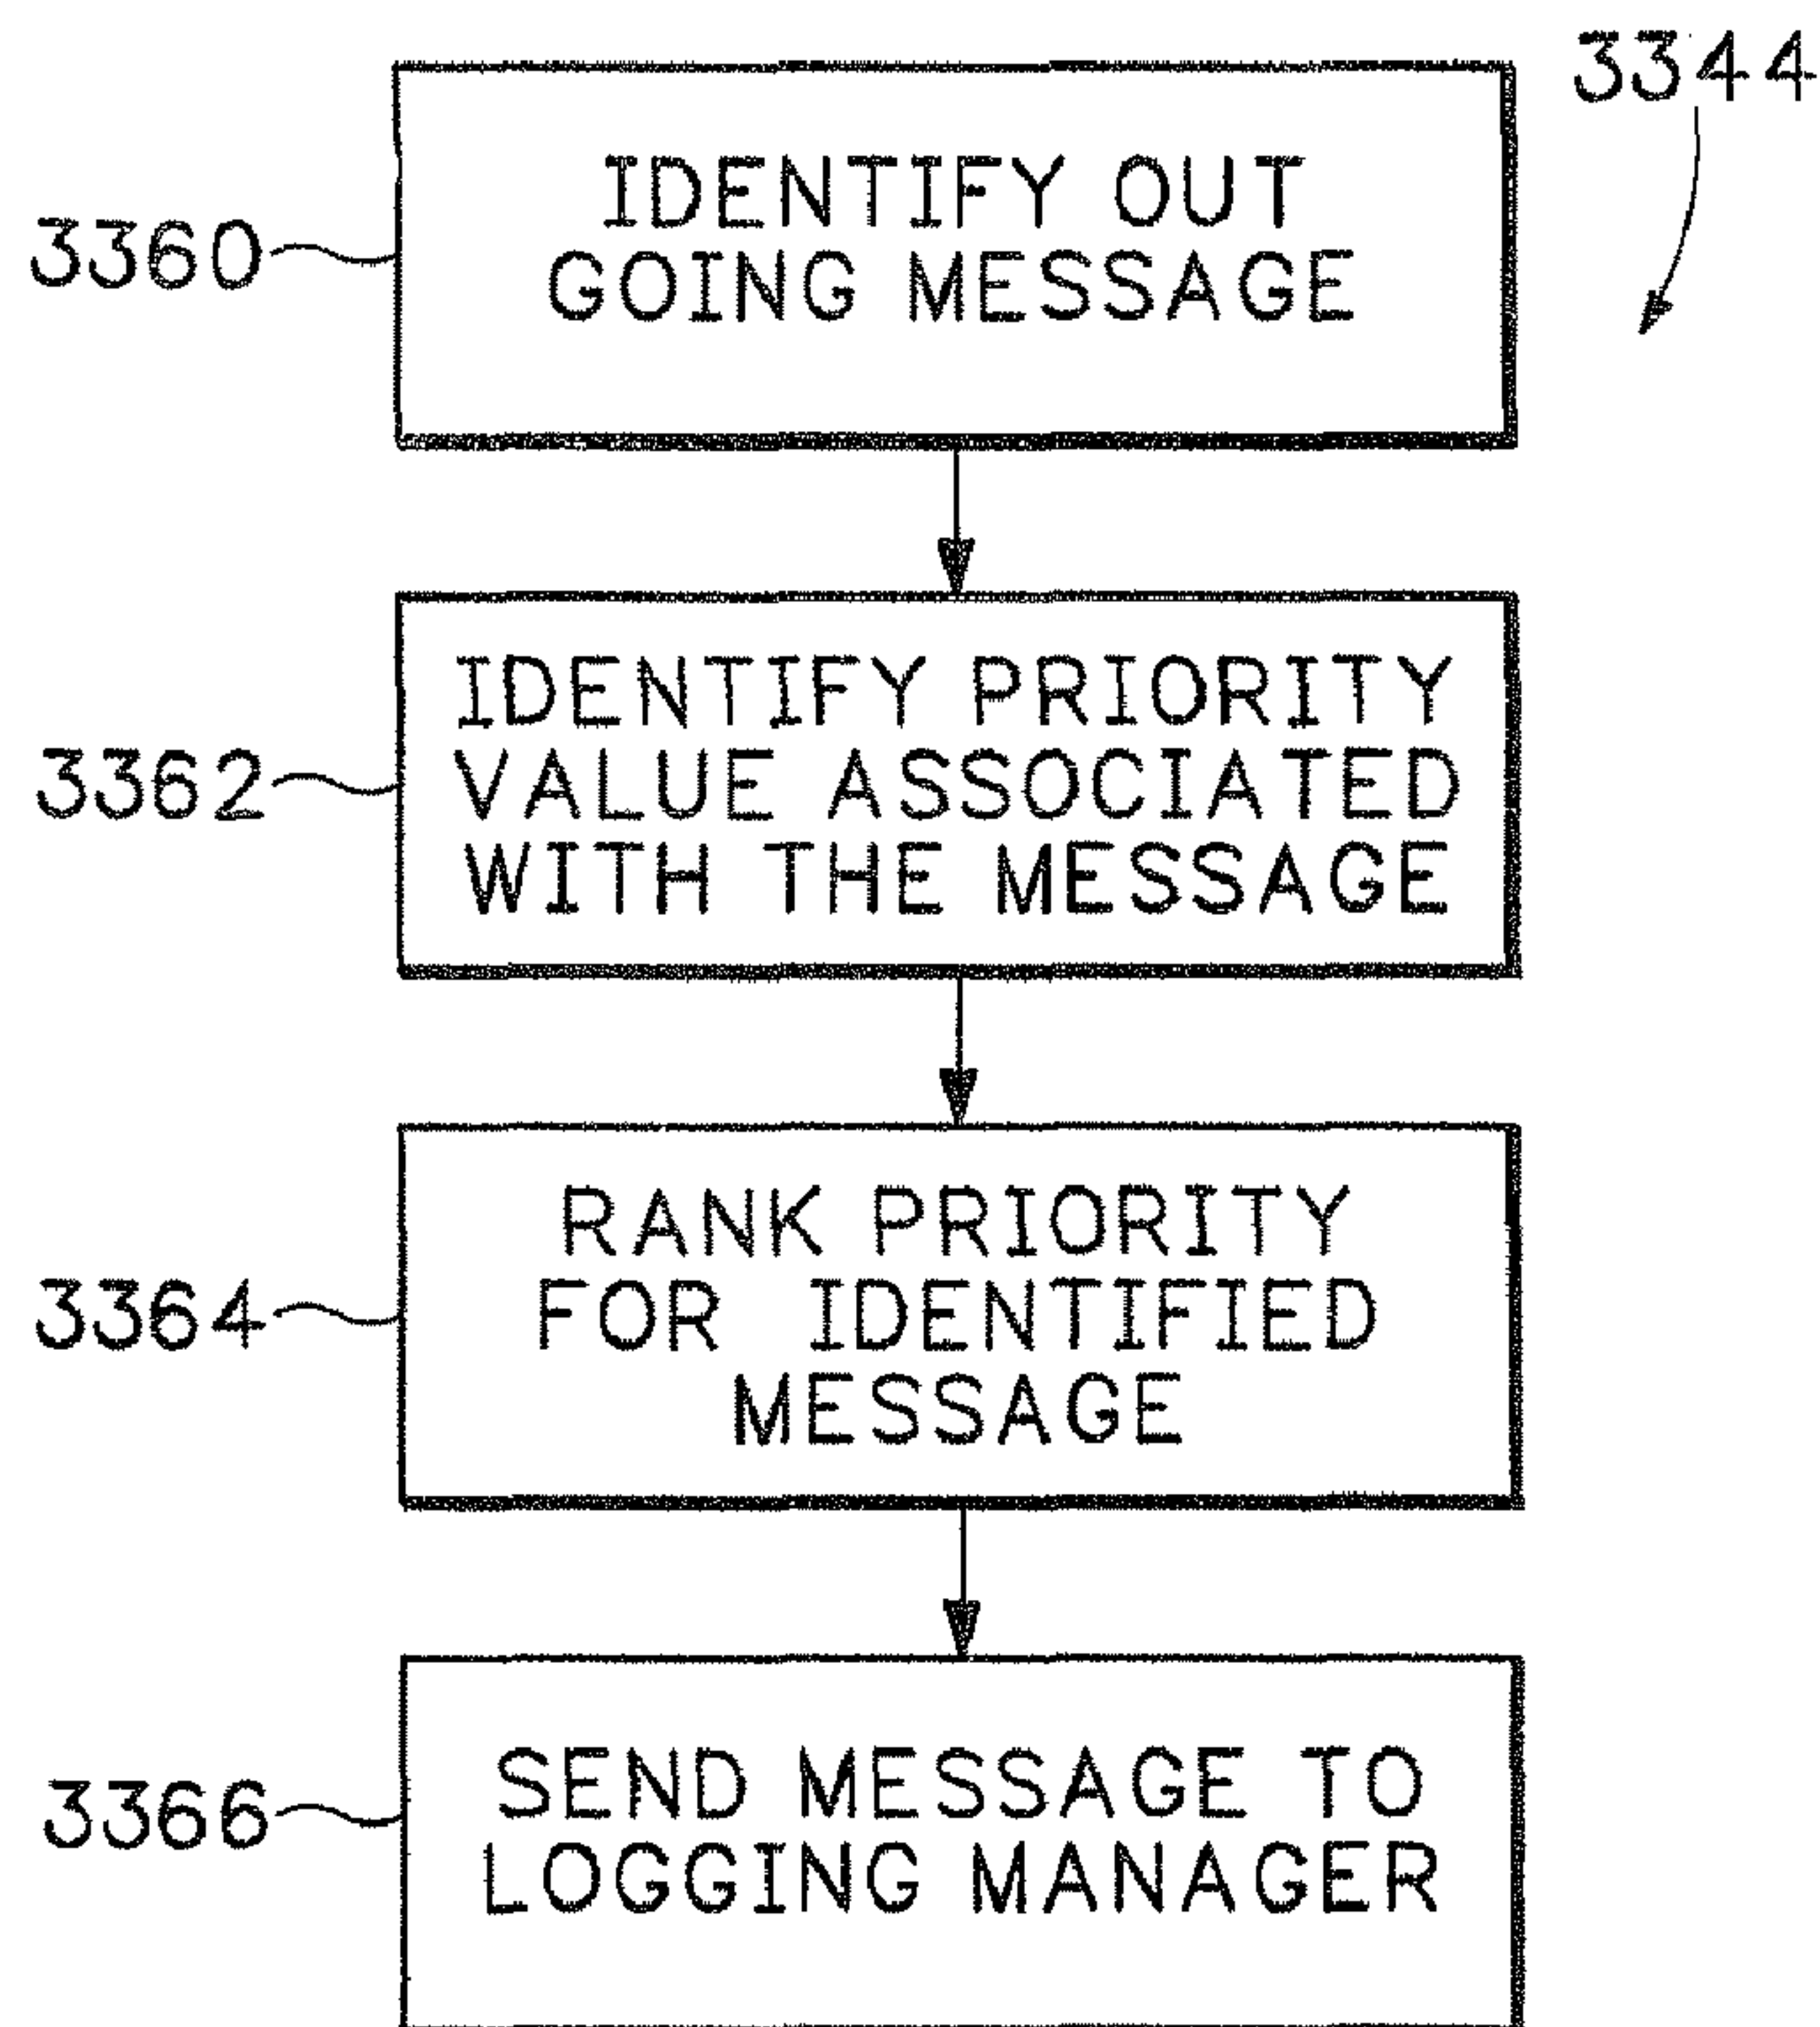 3344
3360
IDENTIFY OUT
GOING MESSAGE
3362
IDENTIFY PRIORITY
VALUE ASSOCIATED
WITH THE MESSAGE
3364
RANK PRIORITY
FOR IDENTIFIED
MESSAGE
3366
SEND MESSAGE TO
LOGGING MANAGER